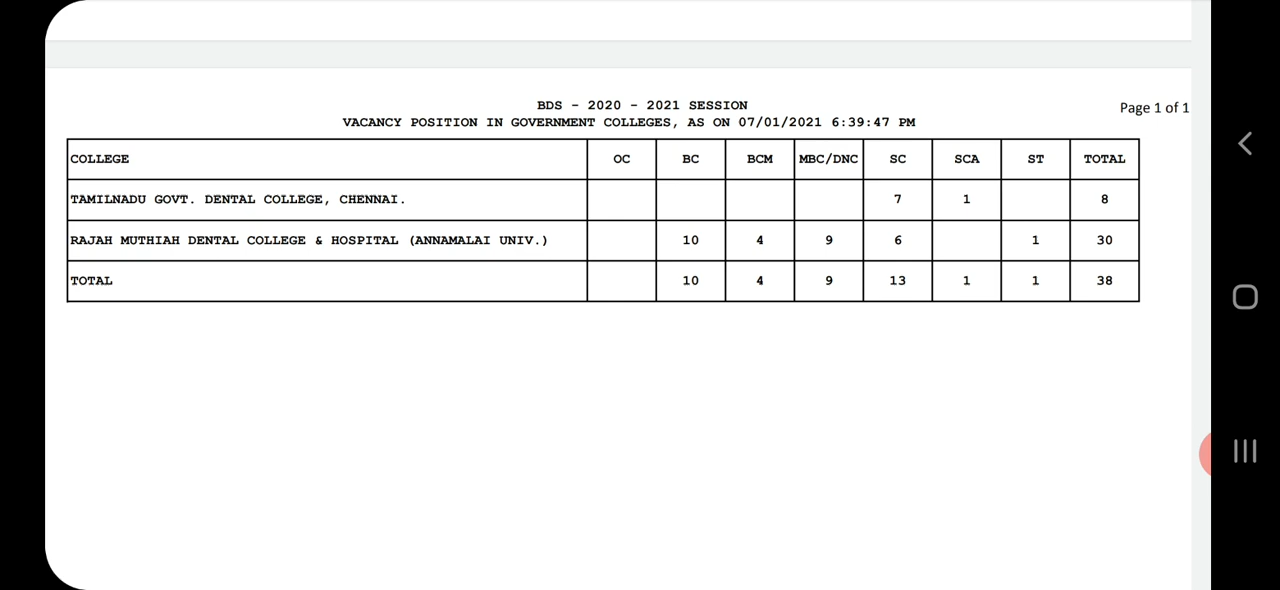 BDS - 2020 - 2021 SESSION
Page 1 of 1
VACANCY POSITION IN GOVERNMENT COLLEGES, AS ON 07/01/2021 6:39:47 PM
COLLEGE OC BC BCM MBC/DNC SC SCA ST TOTAL
TAMILNADU GOVT. DENTAL COLLEGE, CHENNAI. 7 1 8
RAJAH MUTHIAH DENTAL COLLEGE & HOSPITAL (ANNAMALAI UNIV.) 10 4 9 6 1 30
TOTAL 10 4 9 13 1 1 38